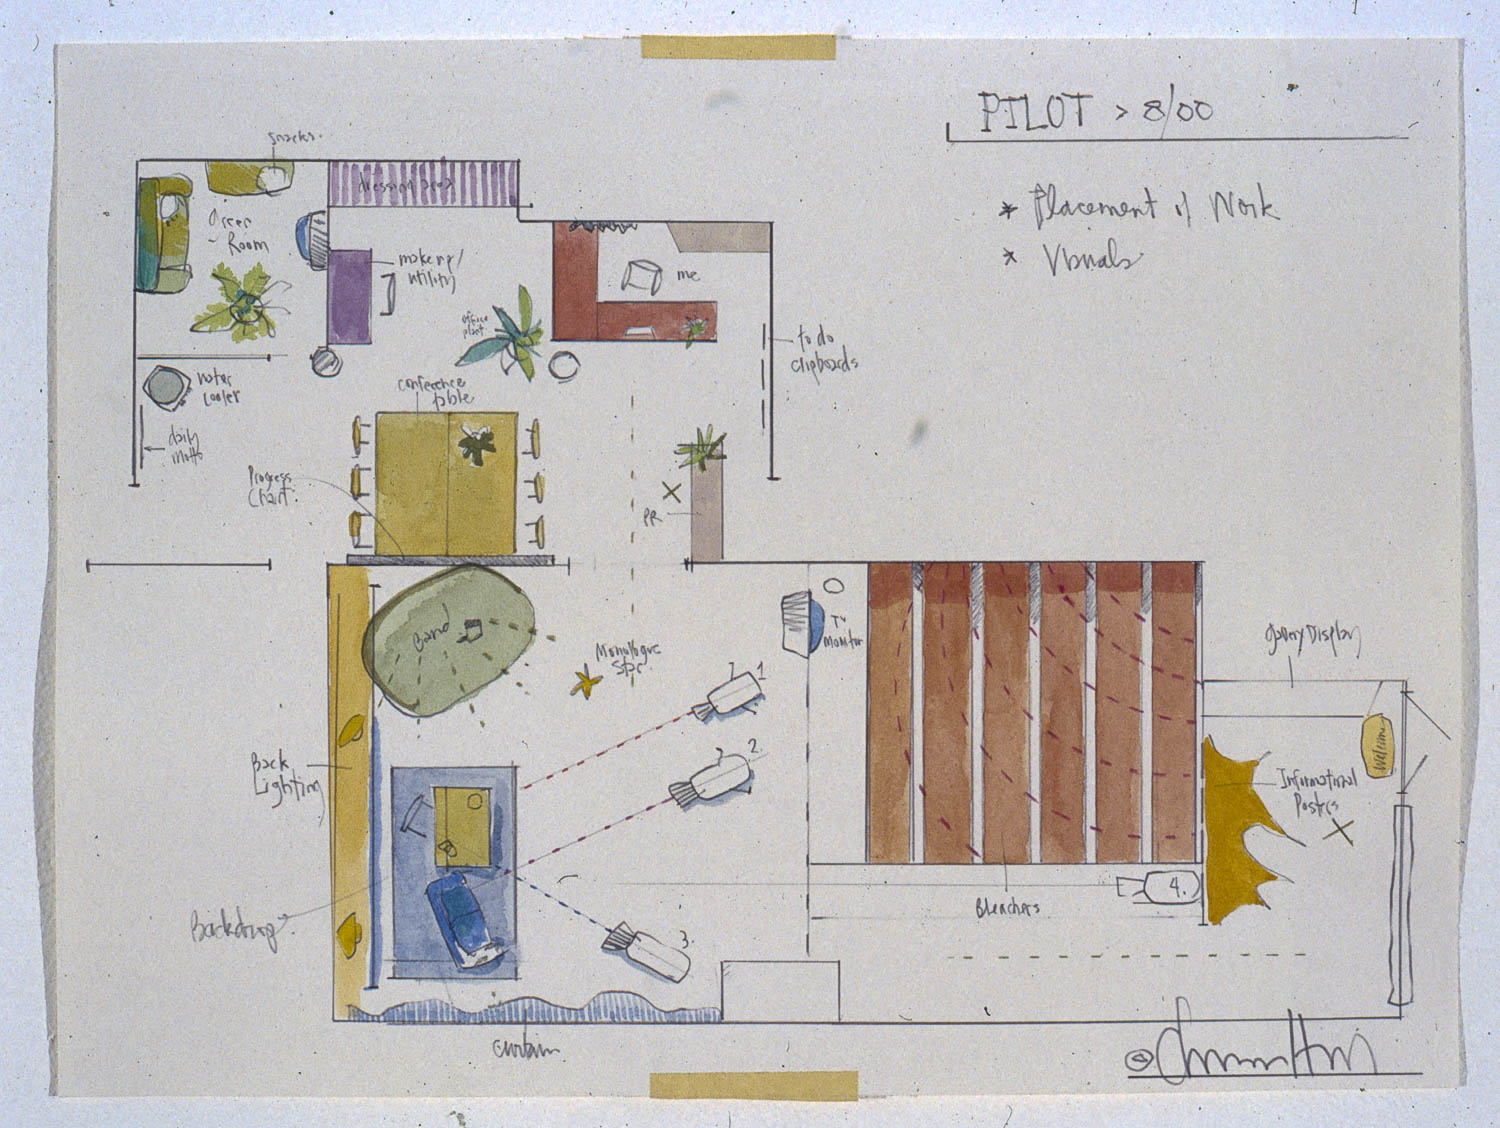 PILOT > 8/00
* Placement of Work
* Visuals
snacks.
dressing area
Green
Room
makeup/
utility
me
office
plant
to do
clipboards
water
cooler
conference
table
daily
motto
Progress
Chart.
PR
Band
Monologue
Star.
1
2.
3.
4.
TV
monitor
Gallery Display
Welcome
Informational
Posters
Back
Lighting
Backdrop
Bleachers
curtain